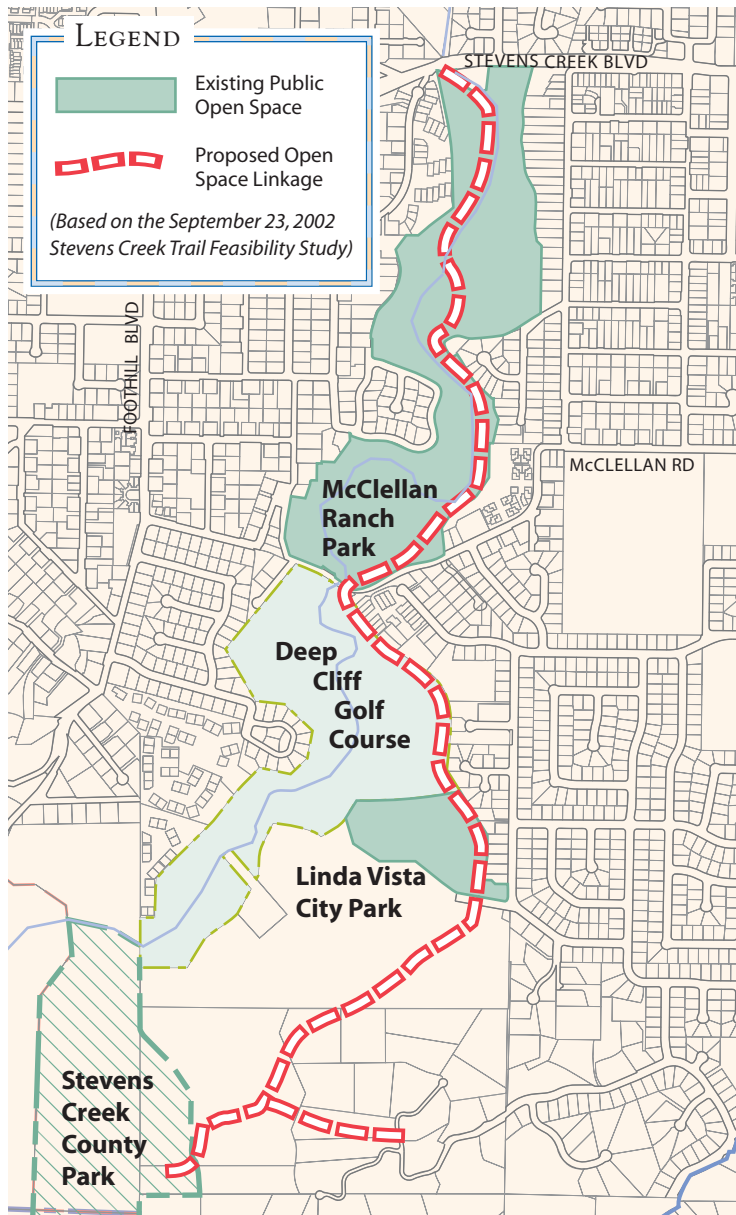 LEGEND
Existing Public
Open Space
Proposed Open
Space Linkage
(Based on the September 23, 2002
Stevens Creek Trail Feasibility Study)
STEVENS CREEK BLVD
FOOTHILL BLVD
McCLELLAN RD
McClellan
Ranch
Park
Deep
Cliff
Golf
Course
Linda Vista
City Park
Stevens
Creek
County
Park